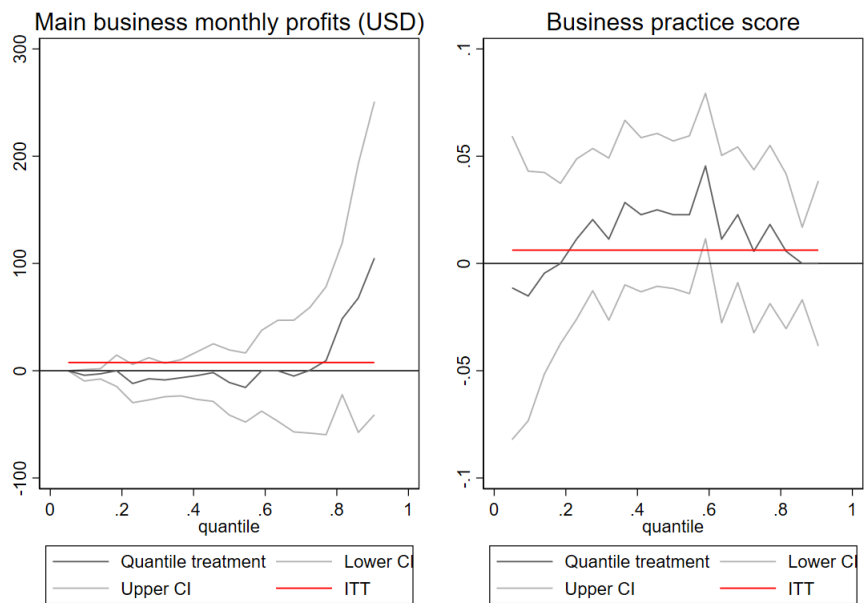 Main business monthly profits (USD)
300
200
100
0
-100
0 .2 .4 .6 .8 1
quantile
Quantile treatment Lower CI
Upper CI ITT
Business practice score
.1
.05
0
-.05
-.1
0 .2 .4 .6 .8 1
quantile
Quantile treatment Lower CI
Upper CI ITT